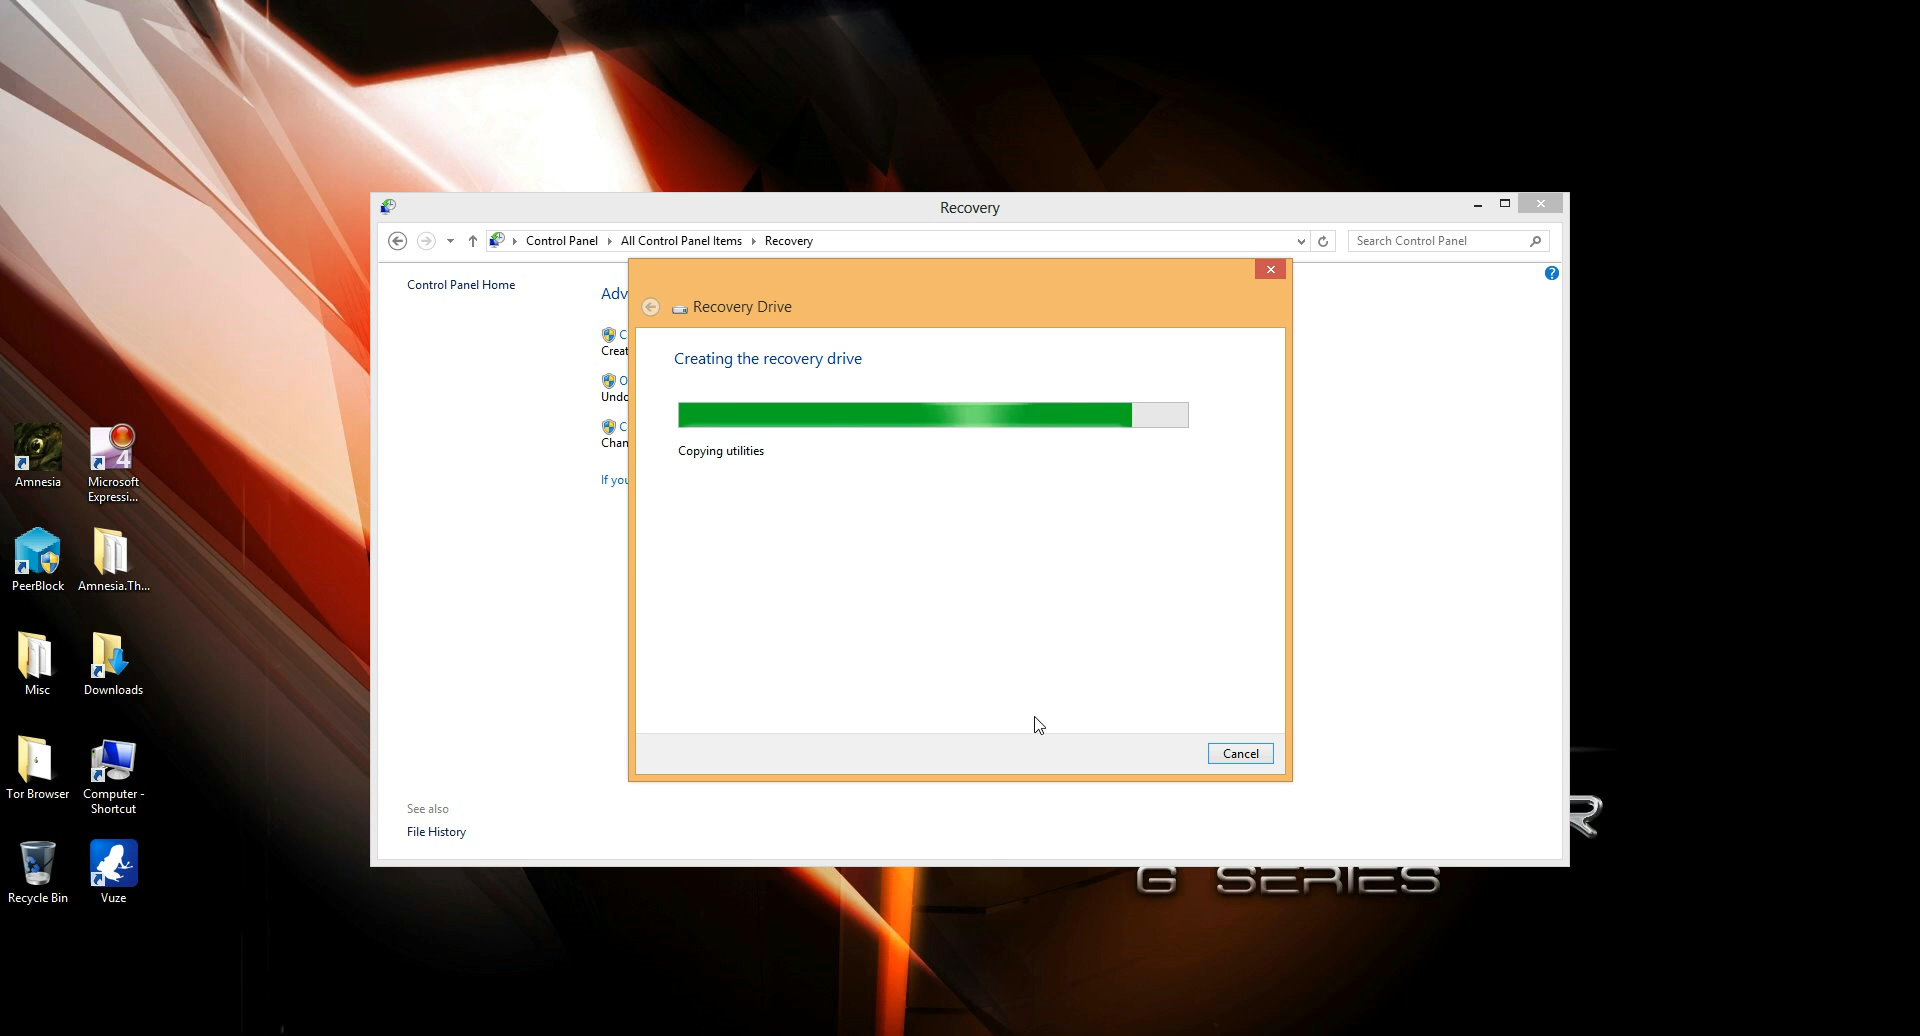 Recovery
Control Panel
All Control Panel Items
Recovery
Search Control Panel
Control Panel Home
Adv
C
Creat
O
Undo
C
Chan
If you
Recovery Drive
Creating the recovery drive
Copying utilities
Cancel
See also
File History
Amnesia
Microsoft
Expressi...
PeerBlock
Amnesia.Th...
Misc
Downloads
Tor Browser
Computer -
Shortcut
Recycle Bin
Vuze
R
G SERIES